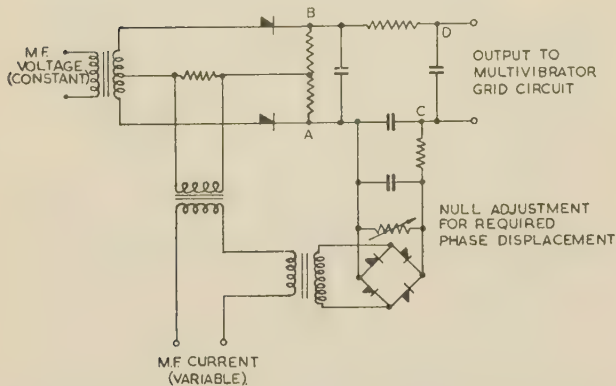 B
D
M.F.
VOLTAGE
(CONSTANT)
OUTPUT TO
MULTIVIBRATOR
GRID CIRCUIT
A
C
NULL ADJUSTMENT
FOR REQUIRED
PHASE DISPLACEMENT
M.F. CURRENT
(VARIABLE)